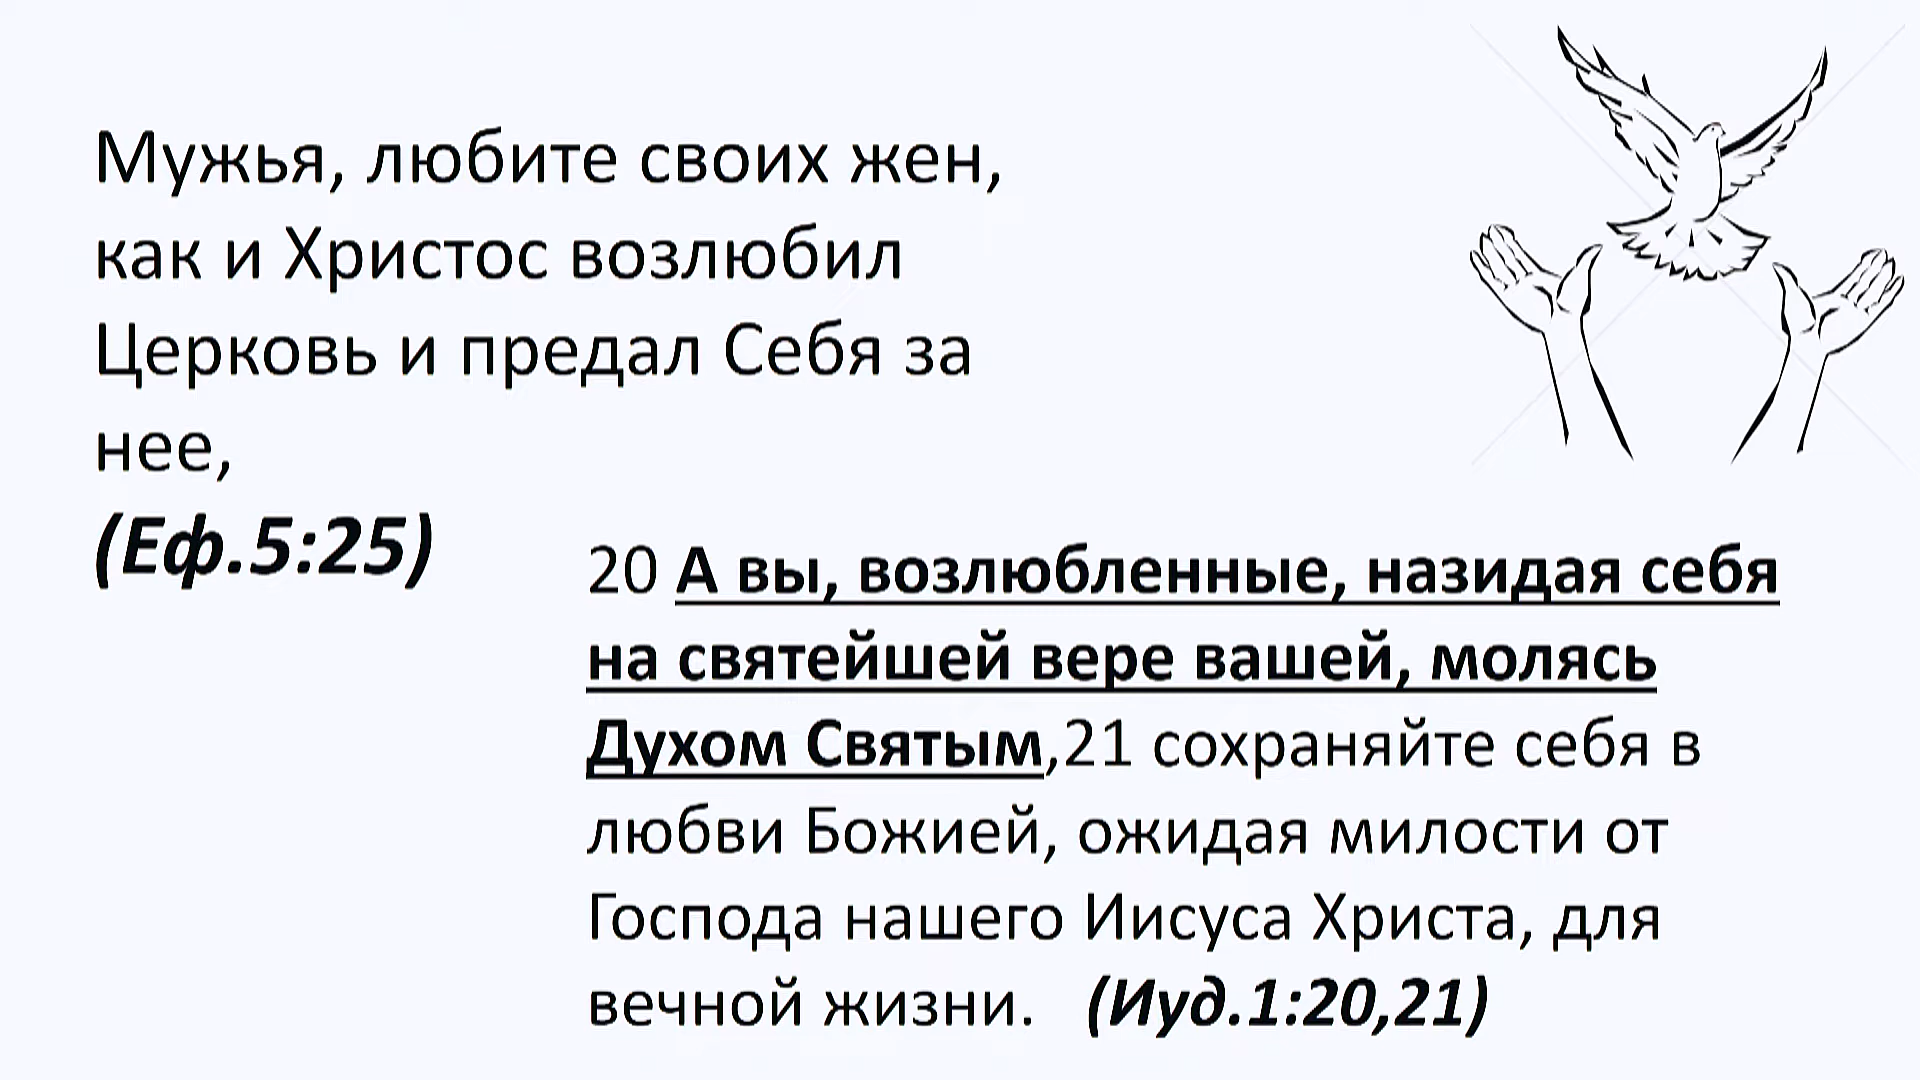 Мужья, любите своих жен,
как и Христос возлюбил
Церковь и предал Себя за
нее,
(Еф.5:25)
20 А вы, возлюбленные, назидая себя
на святейшей вере вашей, молясь
Духом Святым,21 сохраняйте себя в
любви Божией, ожидая милости от
Господа нашего Иисуса Христа, для
вечной жизни. (Иуд.1:20,21)